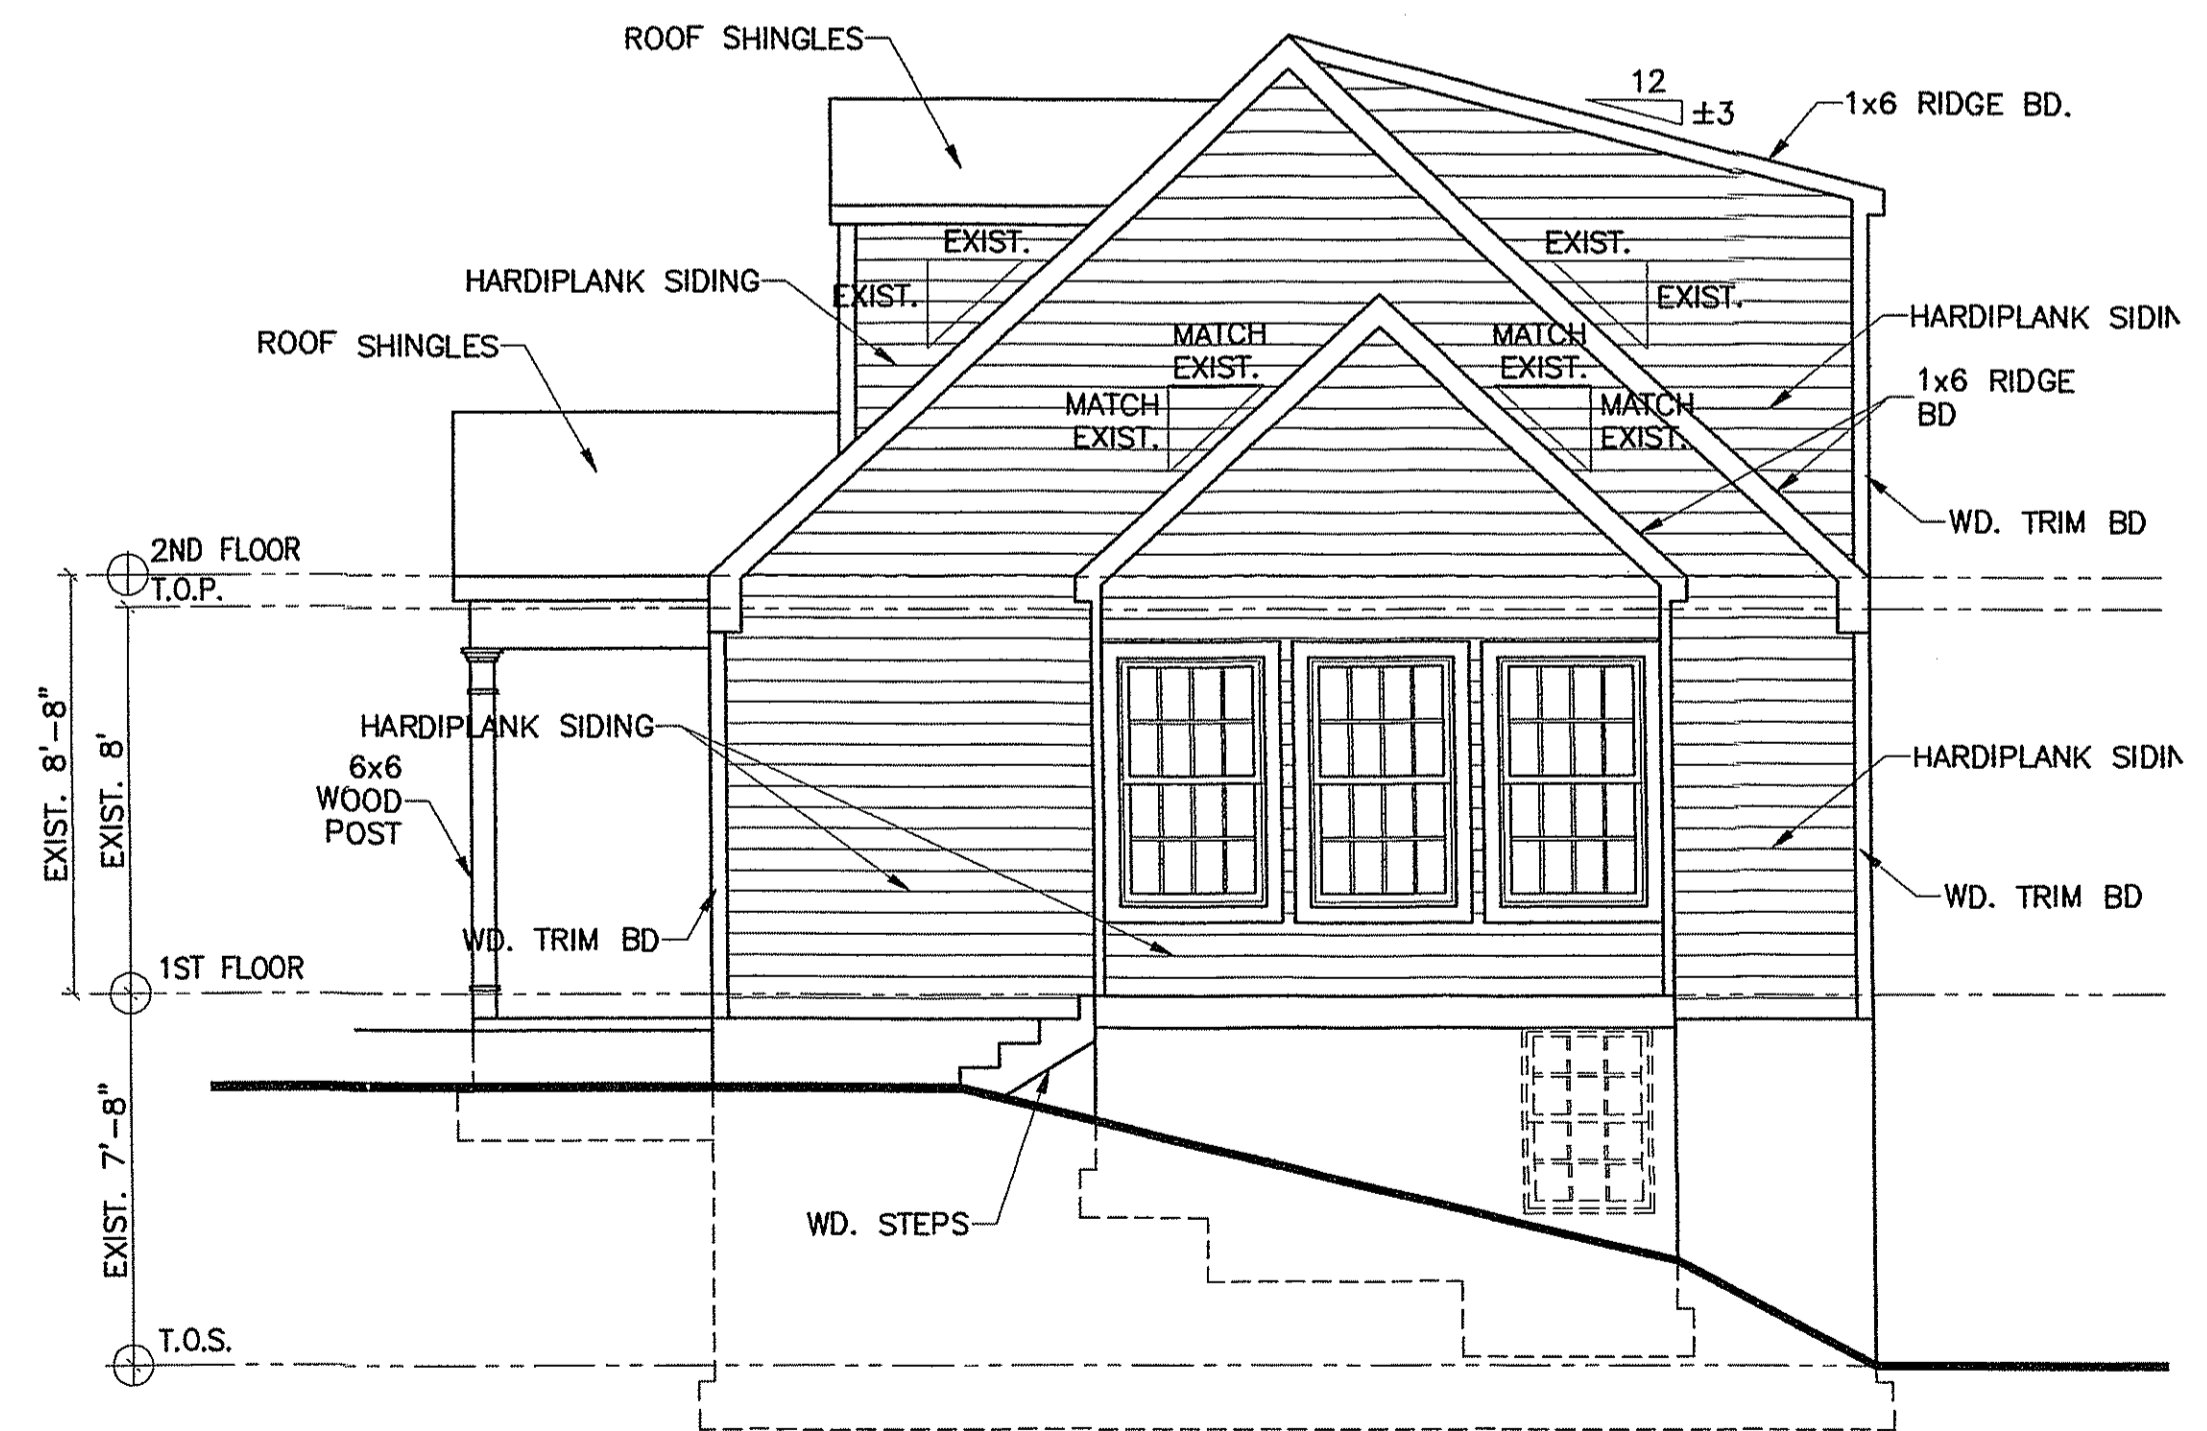 ROOF SHINGLES
12
±3
1x6 RIDGE BD.
EXIST.
EXIST.
HARDIPLANK SIDING
EXIST.
EXIST.
HARDIPLANK SIDIN
ROOF SHINGLES
MATCH
EXIST.
MATCH
EXIST.
1x6 RIDGE
BD
MATCH
EXIST.
MATCH
EXIST.
WD. TRIM BD
2ND FLOOR
T.O.P.
EXIST. 8'-8"
EXIST. 8'
HARDIPLANK SIDING
6x6
WOOD
POST
HARDIPLANK SIDIN
WD. TRIM BD
WD. TRIM BD
1ST FLOOR
EXIST. 7'-8"
WD. STEPS
T.O.S.